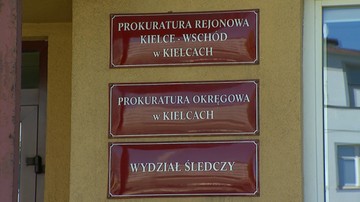 PROKURATURA REJONOWA
KIELCE - WSCHÓD
w KIELCACH
PROKURATURA OKRĘGOWA
w KIELCACH
WYDZIAŁ ŚLEDCZY